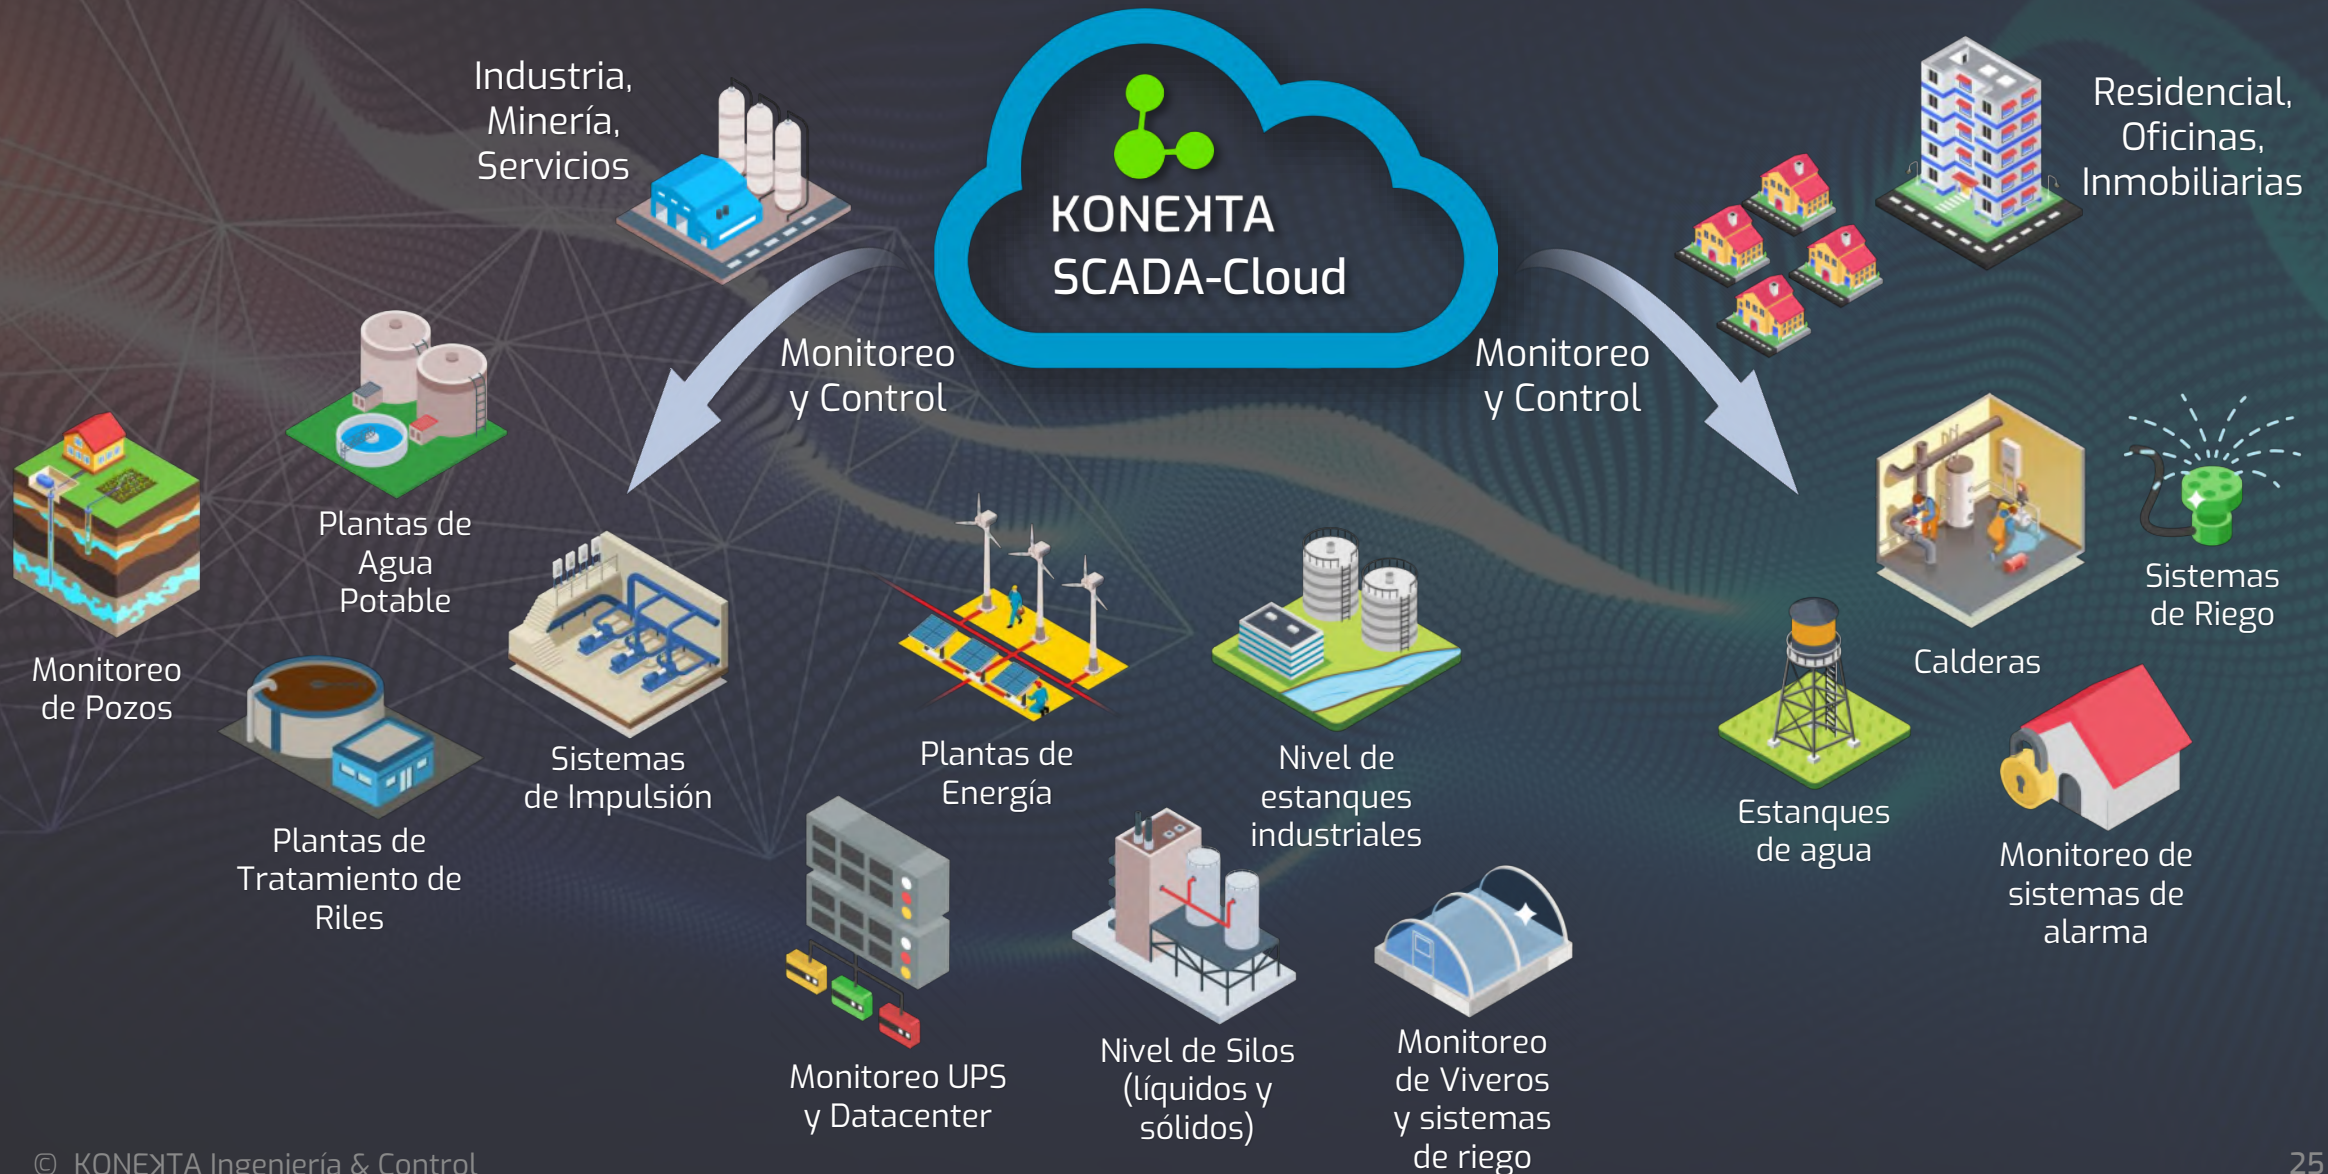 Industria,
Minería,
Servicios
KONEKTA
SCADA-Cloud
Residencial,
Oficinas,
Inmobiliarias
Monitoreo
y Control
Monitoreo
y Control
Monitoreo
de Pozos
Plantas de
Agua
Potable
Plantas de
Tratamiento de
Riles
Sistemas
de Impulsión
Plantas de
Energía
Nivel de
estanques
industriales
Monitoreo UPS
y Datacenter
Nivel de Silos
(líquidos y
sólidos)
Monitoreo
de Viveros
y sistemas
de riego
Estanques
de agua
Calderas
Sistemas
de Riego
Monitoreo de
sistemas de
alarma
© KONEKTA Ingeniería & Control
25